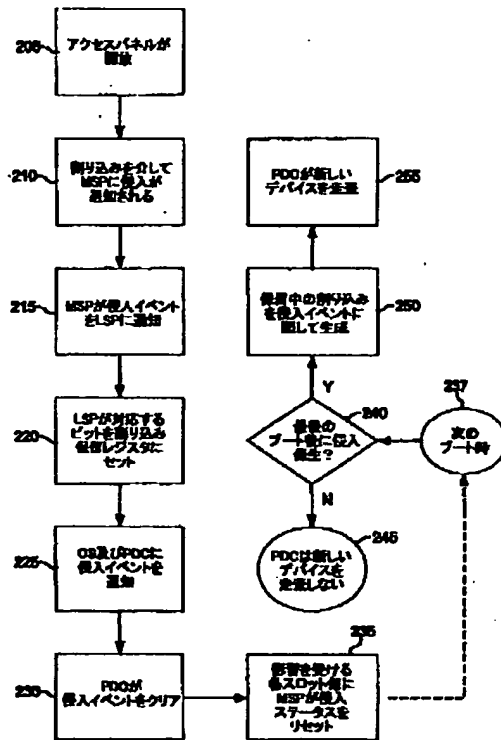 205
アクセスパネルが
開放
210
割り込みを介して
MSPに侵入が
通知される
215
MSPが侵入イベント
をLSPに通知
220
LSPが対応する
ビットを割り込み
レジスタに
セット
225
OS及びPDCに
侵入イベントを
通知
230
PDCが
侵入イベントをクリア
235
影響を受ける
各スロット毎に
MSPが侵入
ステータスを
リセット
237
次の
ブート時
240
最後の
ブート後に侵入
発生?
Y
N
245
PDCは新しい
デバイスを
走査しない
250
保留中の割り込み
を侵入イベントに
関して生成
255
PDCが新しい
デバイスを走査